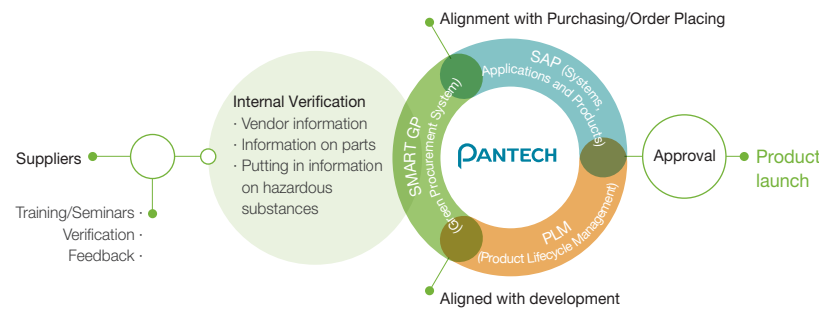 Alignment with Purchasing/Order Placing
SAP (Systems,
Applications and Products)
Internal Verification
· Vendor information
· Information on parts
· Putting in information
on hazardous
substances
SMART GP
(Green Procurement System)
PANTECH
Suppliers
Training/Seminars ·
Verification ·
Feedback ·
Approval
Product
launch
PLM
(Product Lifecycle Management)
Aligned with development